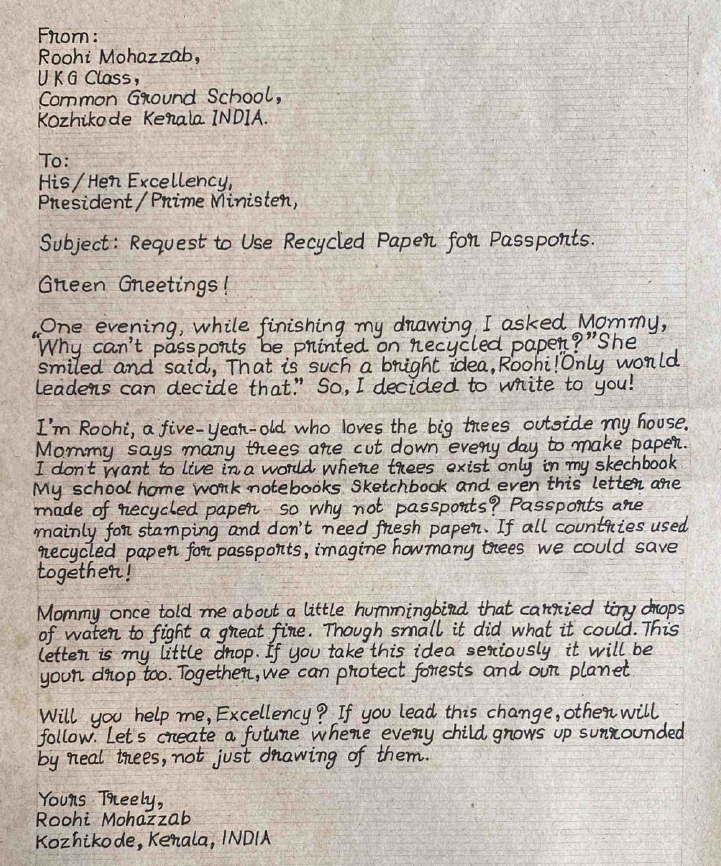 From:
Roohi Mohazzab,
UKG Class,
Common Ground School,
Kozhikode Kerala INDIA.
To:
His/Her Excellency,
President/Prime Minister,
Subject: Request to Use Recycled Paper for Passports.
Green Greetings!
One evening, while finishing my drawing I asked Mommy,
"Why can't passports be printed on recycled paper?" She
smiled and said, That is such a bright idea, Roohi! Only world
Leaders can decide that." So, I decided to write to you!
I'm Roohi, a five-year-old who loves the big trees outside my house.
Mommy says many trees are cut down every day to make paper.
I don't want to live in a world where trees exist only in my skechbook
My school home work notebooks Sketchbook and even this letter are
made of recycled paper so why not passports? Passports are
mainly for stamping and don't need fresh paper. If all countries used
recycled paper for passports, imagine howmany trees we could save
together!
Mommy once told me about a little hummingbird that carried tiny drops
of water to fight a great fire. Though small it did what it could. This
letter is my little drop. If you take this idea seriously it will be
your drop too. Together, we can protect forests and our planet
Will you help me, Excellency? If you lead this change, other will
follow. Let's create a future where every child grows up surrounded
by real trees, not just drawing of them.
Yours Treely,
Roohi Mohazzab
Kozhikode, Kerala, INDIA